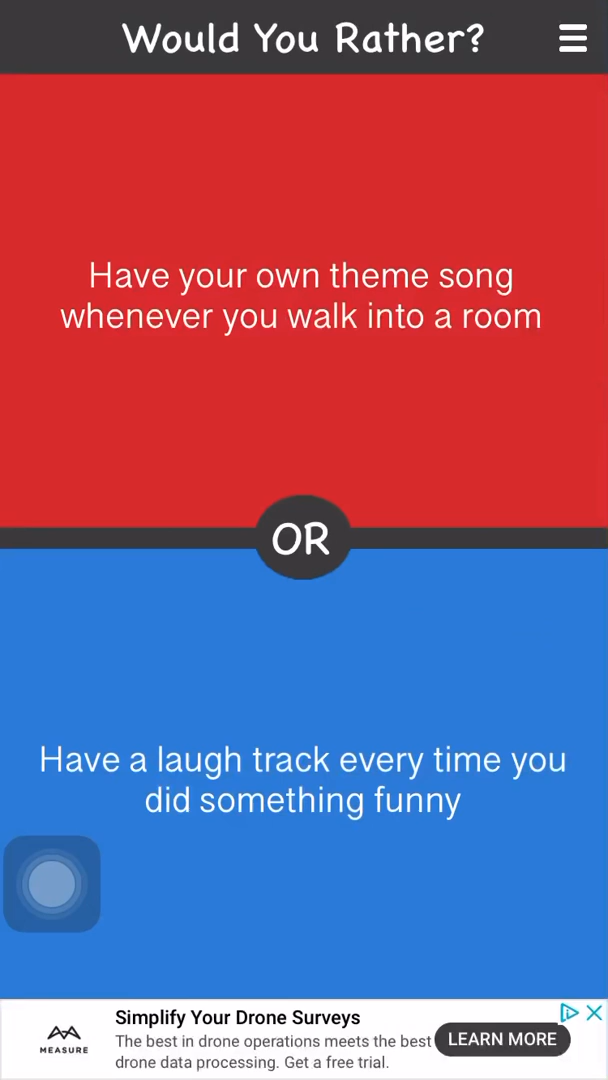 Would You Rather?
Have your own theme song
whenever you walk into a room
OR
Have a laugh track every time you
did something funny
Simplify Your Drone Surveys
The best in drone operations meets the best
drone data processing. Get a free trial.
MEASURE
LEARN MORE